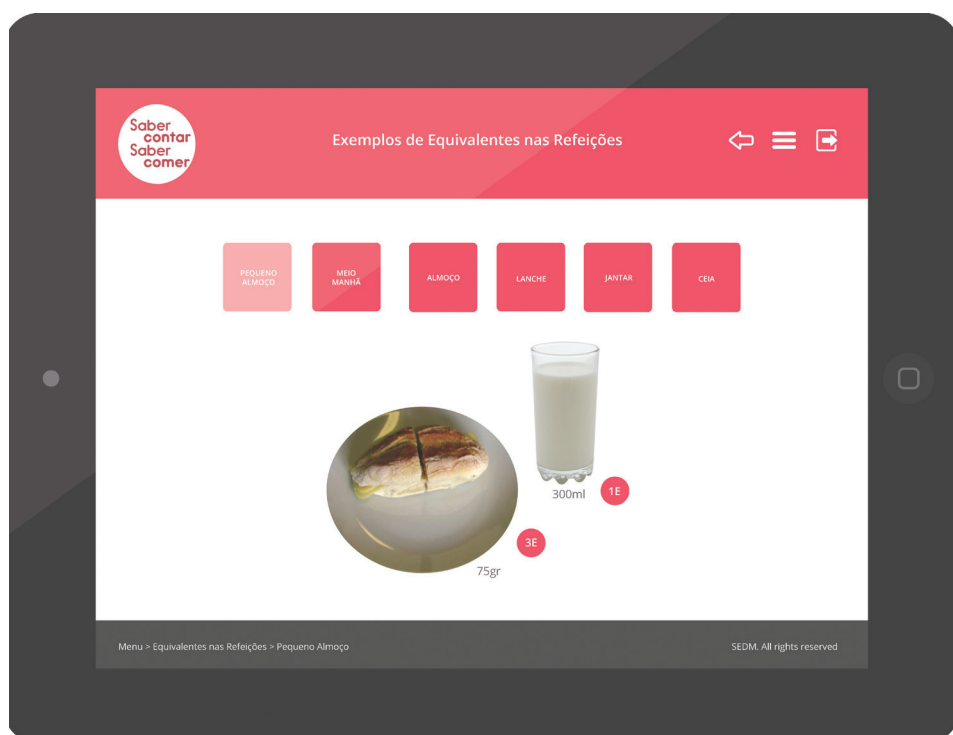 Saber
contar
Saber
comer
Exemplos de Equivalentes nas Refeições
PEQUENO
ALMOÇO
MEIO
MANHÃ
ALMOÇO
LANCHE
JANTAR
CEIA
300ml
1E
3E
75gr
Menu > Equivalentes nas Refeições > Pequeno Almoço
SEDM. All rights reserved